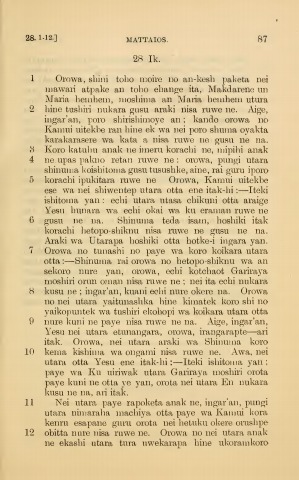 28. 1-12.] MATTAIOS. 87
28 Ik.
1 Orowa, shini toho moire no an-kesh paketa nei
mawari atpake an toho ehange ita, Makdarene un
Maria hembem, moshima an Maria hembem utura
2 hine tushiri nukara gusu araki nisa ruwe ne. Aige,
ingar'an, poro shirishimoye an; kando orowa no
Kamui uitekbe ran hine ek wa nei poro shuma oyakta
karakarasere wa kata a nisa ruwe ne gusu ne na.
3 Koro katuhu anak ne imeru korachi ne, mipihi anak
4 ne upas pakno retan ruwe ne: orowa, pungi utara
shinuma koishitoma gusu tusushke, aine, rai guru iporo
5 korachi ipukitara ruwe ne Orowa, Kamui uitekbe
ese wa nei shiwentep utara otta ene itak-hi:—Iteki
ishitoma yan: echi utara utasa chikuni otta araige
Yesu hunara wa echi okai wa ku eraman ruwe ne
6 gusu ne na. Shinuma teda isam, hoshiki itak
korachi hetopo-shiknu nisa ruwe ne gusu ne na.
Araki wa Utarapa hoshiki otta hotke-i ingara yan.
7 Orowa no tunashi no paye wa koro koikara utara
otta:—Shinuma rai orowa no hetopo-shiknu wa an
sekoro nure yan, orowa, echi kotchaot Gariraya
moshiri orun oman nisa ruwe ne; nei ita echi nukara
8 kusu ne; ingar'an, kuani echi nure okere na. Orowa
no nei utara yaitunashka hine kimatek koro shi no
yaikopuntek wa tushiri ekohopi wa koikara utara otta
9 nure kuni ne paye nisa ruwe ne na. Aige, ingar'an,
Yesu nei utara etunangara, orowa, irangarapte—ari
itak. Orowa, nei utara araki wa Shinuma koro
10 kema kishima wa ongami nisa ruwe ne. Awa, nei
utara otta Yesu ene itak-hi:—Iteki ishitoma yan:
paye wa Ku uiriwak utara Gariraya moshiri orota
paye kuni ne otta ye yan, orota nei utara En nukara
kusu ne na, ari itak.
11 Nei utara paye rapoketa anak ne, ingar'an, pungi
utara nimaraha machiya otta paye wa Kamui kora
kenru esapane guru orota nei hetuku okere orushpe
12 obitta nure nisa ruwe ne. Orowa no nei utara anak
ne ekashi utara tura uwekarapa hine ukoramkoro